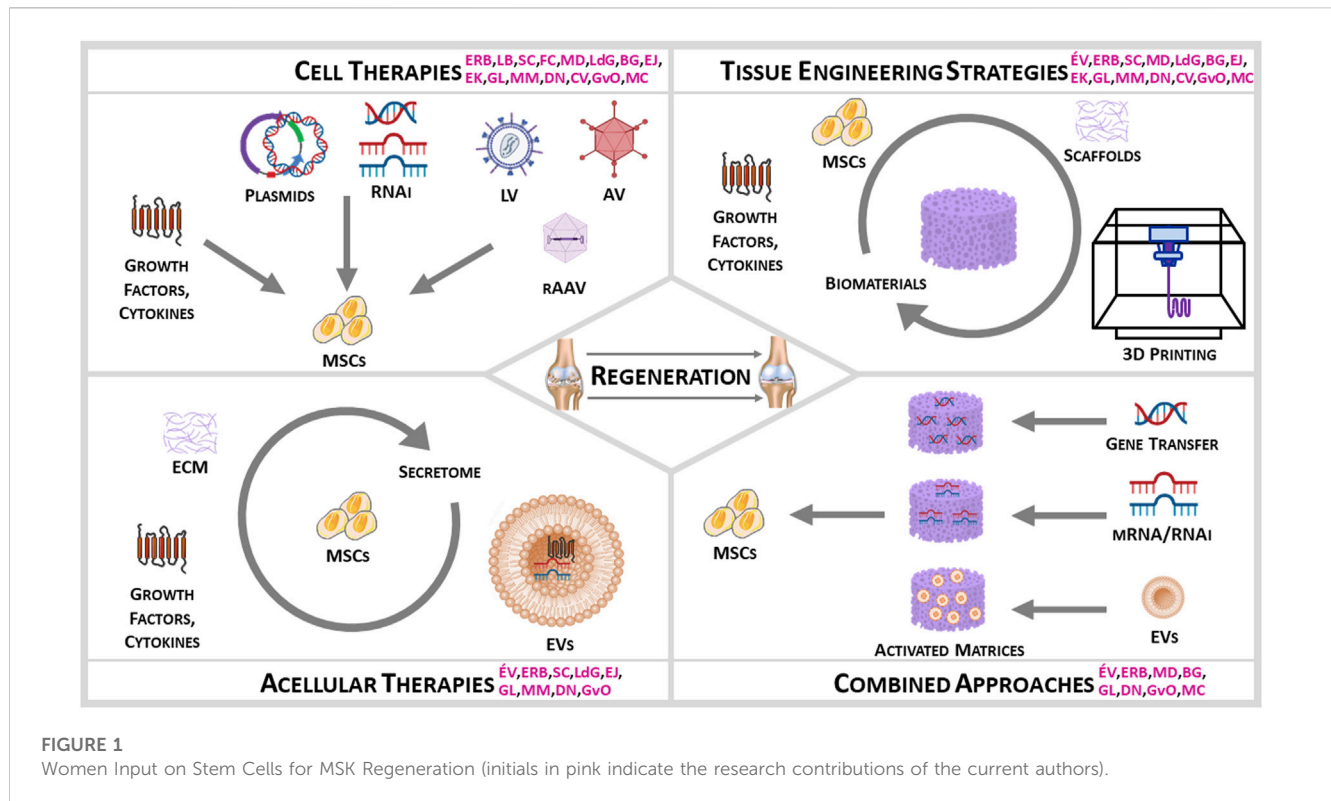 CELL THERAPIES ERB,LB,SC,FC,MD,LdG,BG,EJ,
EK,GL,MM,DN,CV,GvO,MC
PLASMIDS
RNAI
LV
AV
GROWTH
FACTORS,
CYTOKINES
RAAV
MSCs
TISSUE ENGINEERING STRATEGIES ÉV,ERB,SC,MD,LdG,BG,EJ,
EK,GL,MM,DN,CV,GvO,MC
MSCs
SCAFFOLDS
GROWTH
FACTORS,
CYTOKINES
BIOMATERIALS
3D PRINTING
REGENERATION
ECM
SECRETOME
MSCs
GROWTH
FACTORS,
CYTOKINES
EVs
ACELLULAR THERAPIES ÉV,ERB,SC,LdG,EJ,
GL,MM,DN,GvO
GENE TRANSFER
MSCs
MRNA/RNAI
ACTIVATED MATRICES
EVs
COMBINED APPROACHES ÉV,ERB,MD,BG,
GL,DN,GvO,MC
FIGURE 1
Women Input on Stem Cells for MSK Regeneration (initials in pink indicate the research contributions of the current authors).